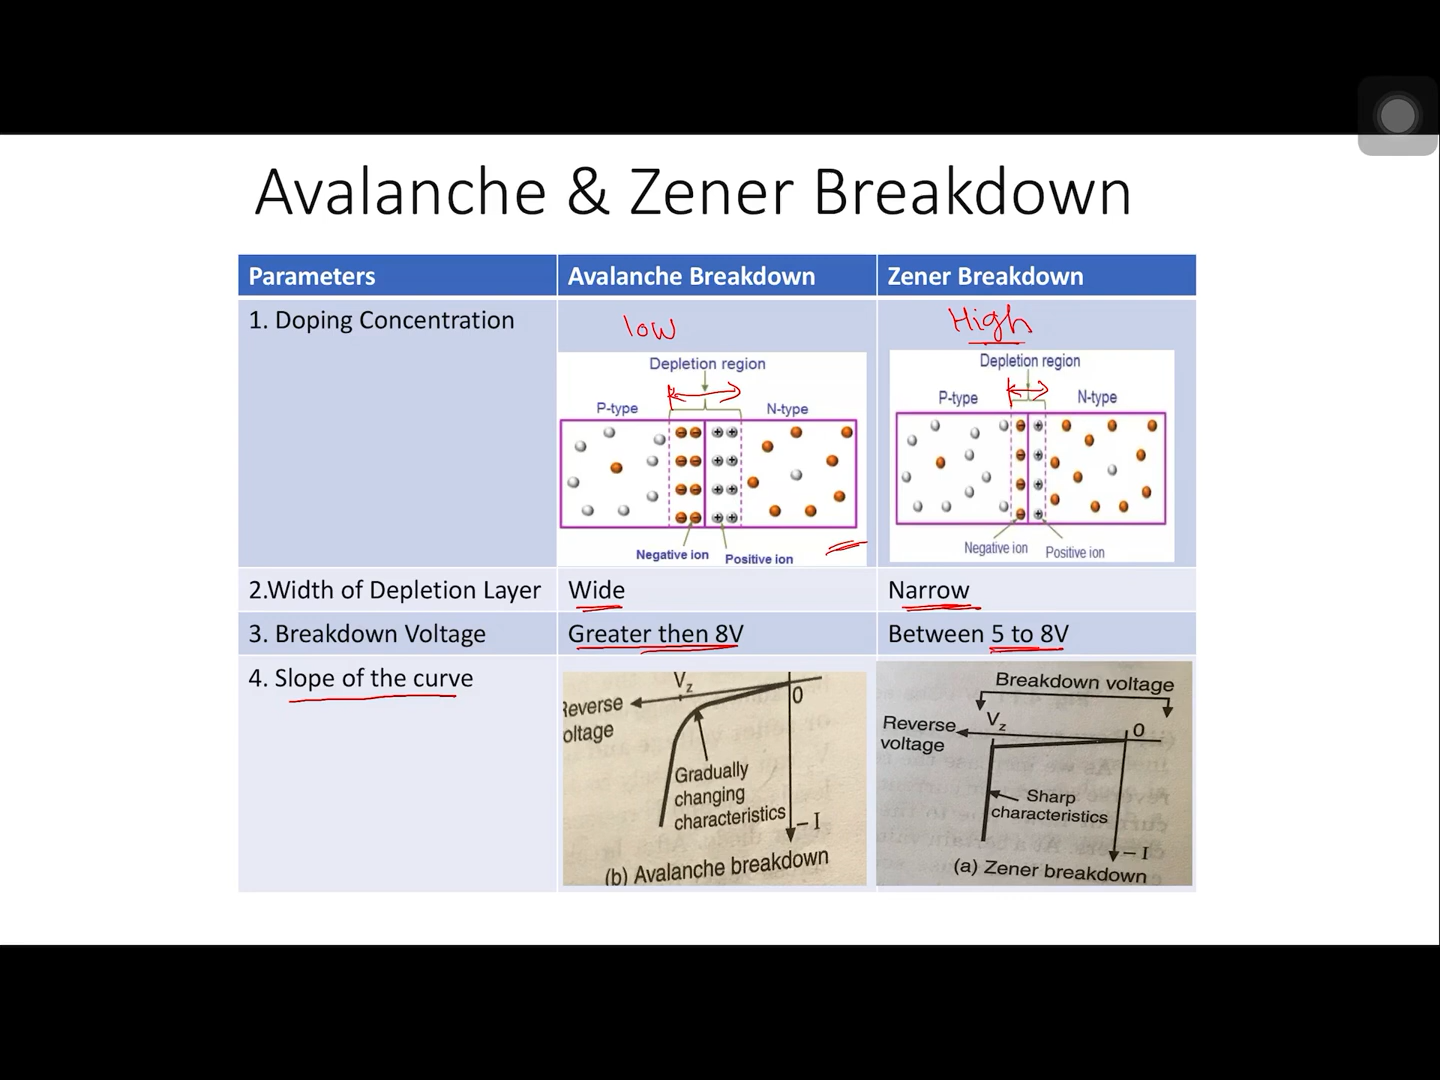 Avalanche & Zener Breakdown
Parameters
Avalanche Breakdown
Zener Breakdown
1. Doping Concentration
low
High
Depletion region
P-type
N-type
Negative ion
Positive ion
Depletion region
P-type
N-type
Negative ion
Positive ion
2.Width of Depletion Layer
Wide
Narrow
3. Breakdown Voltage
Greater then 8V
Between 5 to 8V
4. Slope of the curve
Vz
0
Reverse
oltage
Gradually
changing
characteristics
– I
(b) Avalanche breakdown
Breakdown voltage
Vz
0
Reverse
voltage
Sharp
characteristics
– I
(a) Zener breakdown